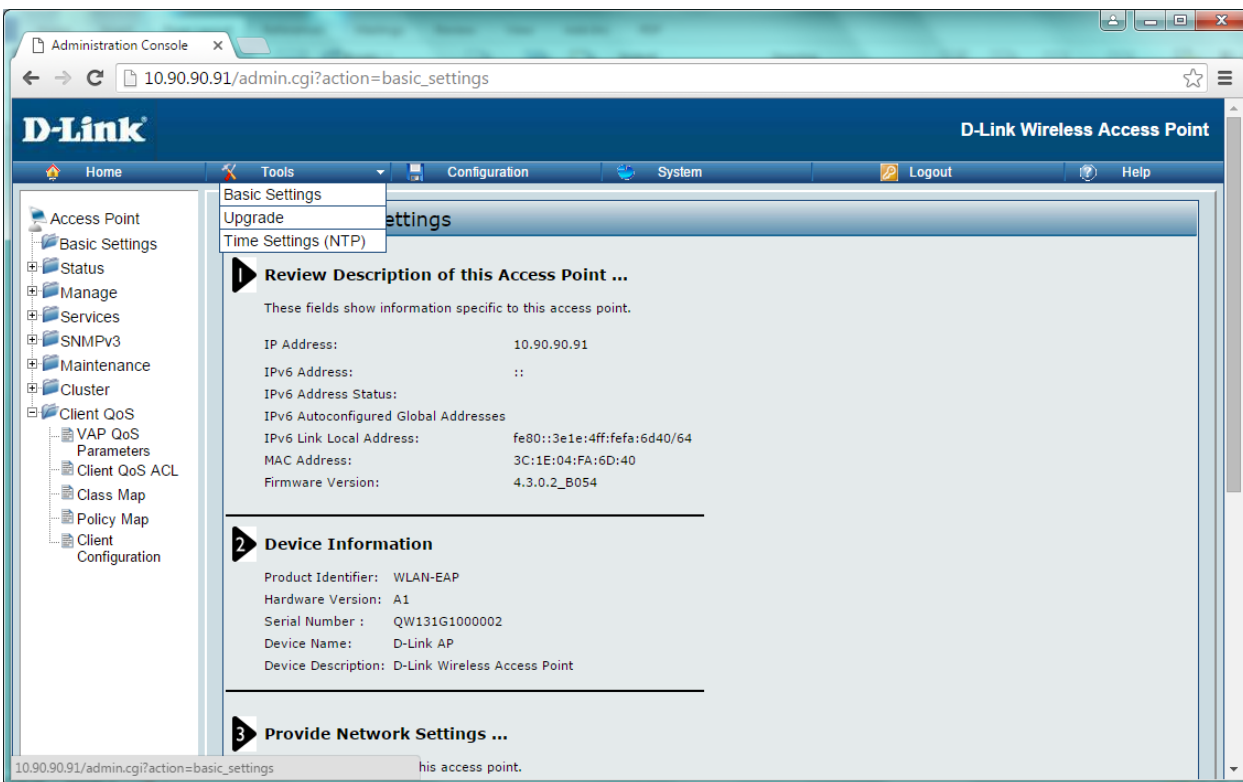 Administration Console
10.90.90.91/admin.cgi?action=basic_settings
D-Link
D-Link Wireless Access Point
Home
Tools
Configuration
System
Logout
Help
Basic Settings
Upgrade
Time Settings (NTP)
Access Point
Basic Settings
Status
Manage
Services
SNMPv3
Maintenance
Cluster
Client QoS
VAP QoS
Parameters
Client QoS ACL
Class Map
Policy Map
Client
Configuration
ettings
1 Review Description of this Access Point ...
These fields show information specific to this access point.
IP Address: 10.90.90.91
IPv6 Address: ::
IPv6 Address Status:
IPv6 Autoconfigured Global Addresses
IPv6 Link Local Address: fe80::3e1e:4ff:fefa:6d40/64
MAC Address: 3C:1E:04:FA:6D:40
Firmware Version: 4.3.0.2_B054
2 Device Information
Product Identifier: WLAN-EAP
Hardware Version: A1
Serial Number : QW131G1000002
Device Name: D-Link AP
Device Description: D-Link Wireless Access Point
3 Provide Network Settings ...
his access point.
10.90.90.91/admin.cgi?action=basic_settings